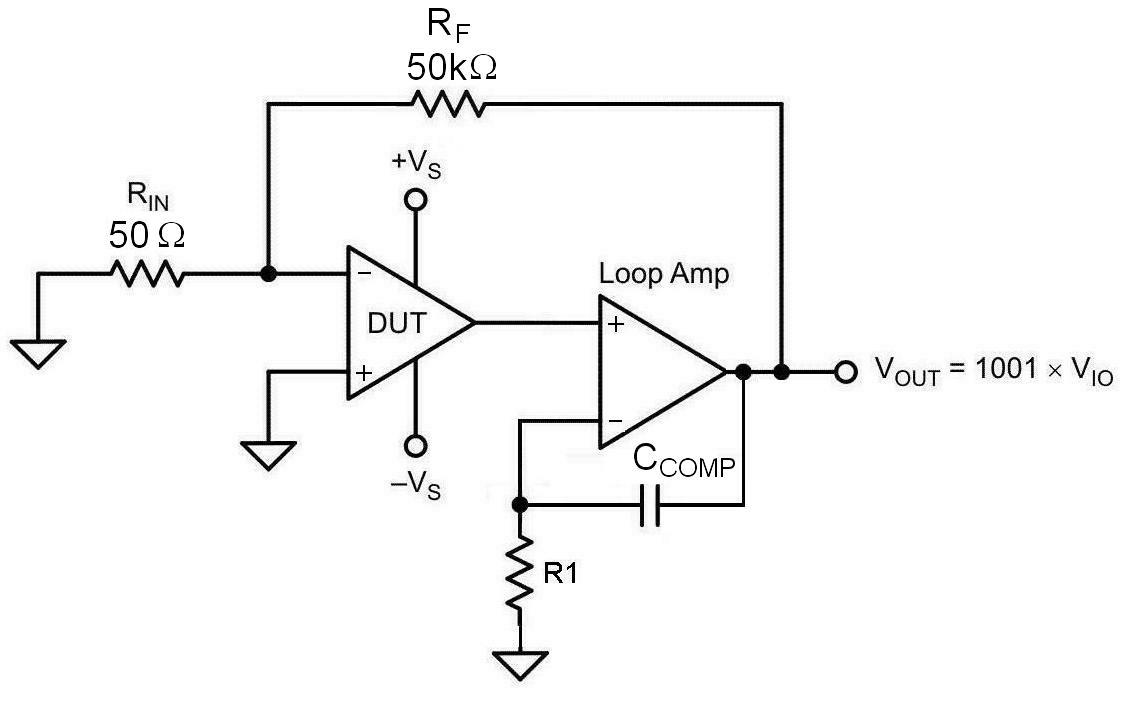 R_F
50kΩ
+V_S
R_IN
50 Ω
−
DUT
+
–V_S
Loop Amp
+
−
V_OUT = 1001 × V_IO
C_COMP
R1